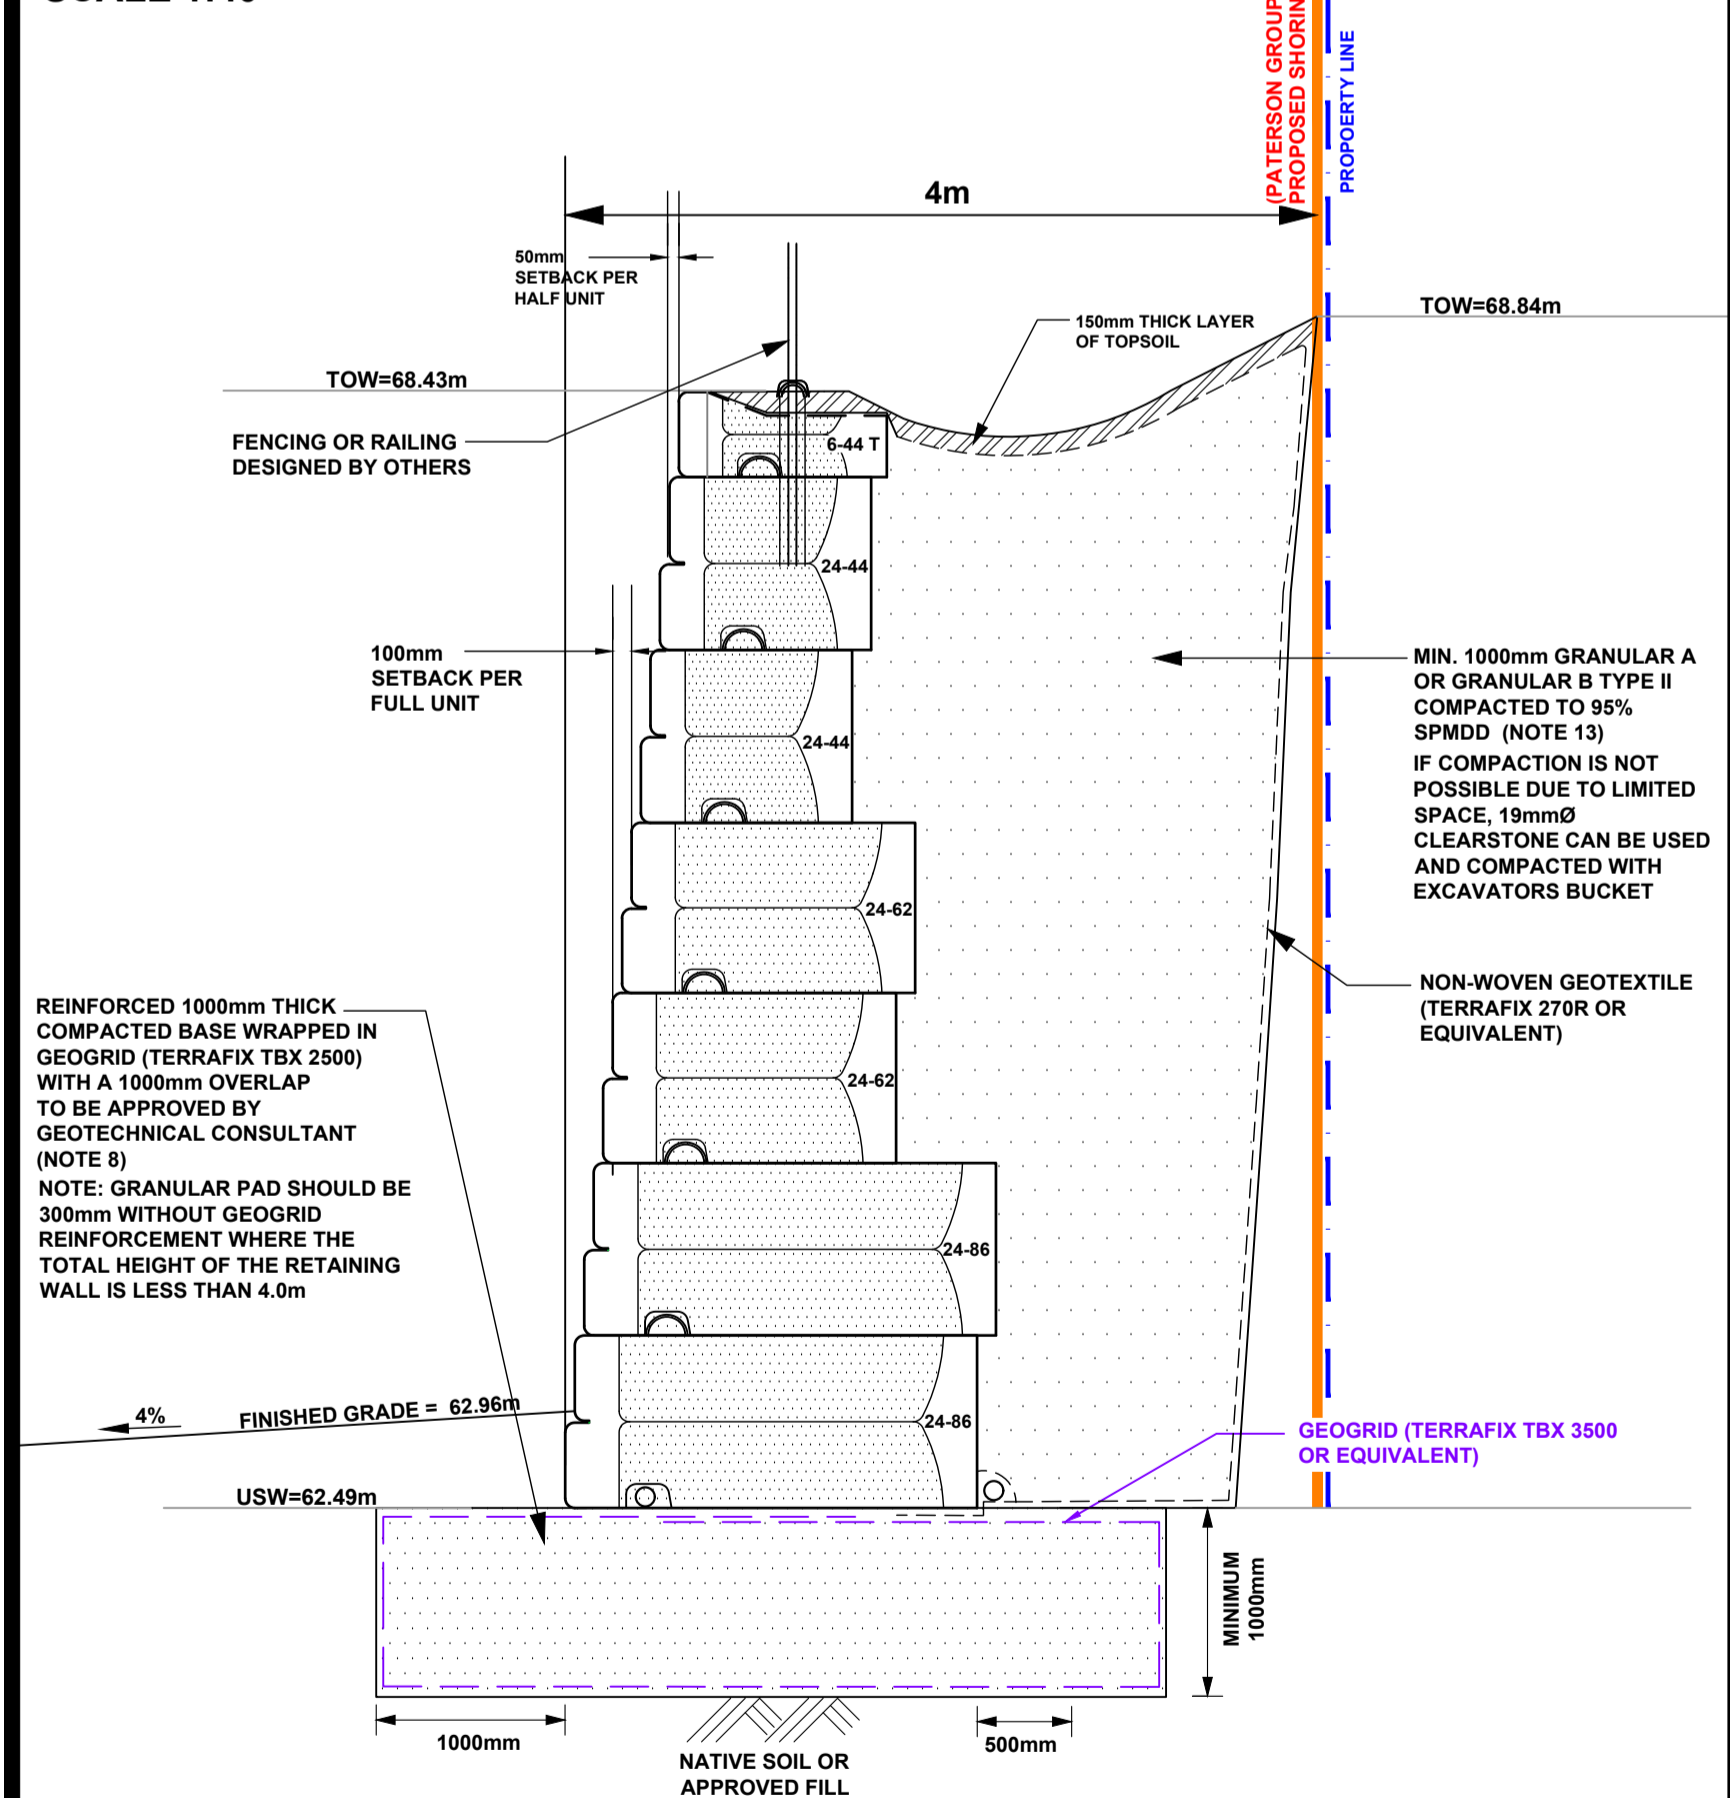 (PATERSON GROUP
PROPOSED SHORIN
PROPOERTY LINE
4m
50mm
SETBACK PER
HALF UNIT
150mm THICK LAYER
OF TOPSOIL
TOW=68.84m
TOW=68.43m
FENCING OR RAILING
DESIGNED BY OTHERS
6-44 T
24-44
100mm
SETBACK PER
FULL UNIT
24-44
MIN. 1000mm GRANULAR A
OR GRANULAR B TYPE II
COMPACTED TO 95%
SPMDD (NOTE 13)
IF COMPACTION IS NOT
POSSIBLE DUE TO LIMITED
SPACE, 19mmØ
CLEARSTONE CAN BE USED
AND COMPACTED WITH
EXCAVATORS BUCKET
24-62
NON-WOVEN GEOTEXTILE
(TERRAFIX 270R OR
EQUIVALENT)
24-62
REINFORCED 1000mm THICK
COMPACTED BASE WRAPPED IN
GEOGRID (TERRAFIX TBX 2500)
WITH A 1000mm OVERLAP
TO BE APPROVED BY
GEOTECHNICAL CONSULTANT
(NOTE 8)
NOTE: GRANULAR PAD SHOULD BE
300mm WITHOUT GEOGRID
REINFORCEMENT WHERE THE
TOTAL HEIGHT OF THE RETAINING
WALL IS LESS THAN 4.0m
24-86
4%
FINISHED GRADE = 62.96m
24-86
GEOGRID (TERRAFIX TBX 3500
OR EQUIVALENT)
USW=62.49m
MINIMUM
1000mm
1000mm
500mm
NATIVE SOIL OR
APPROVED FILL